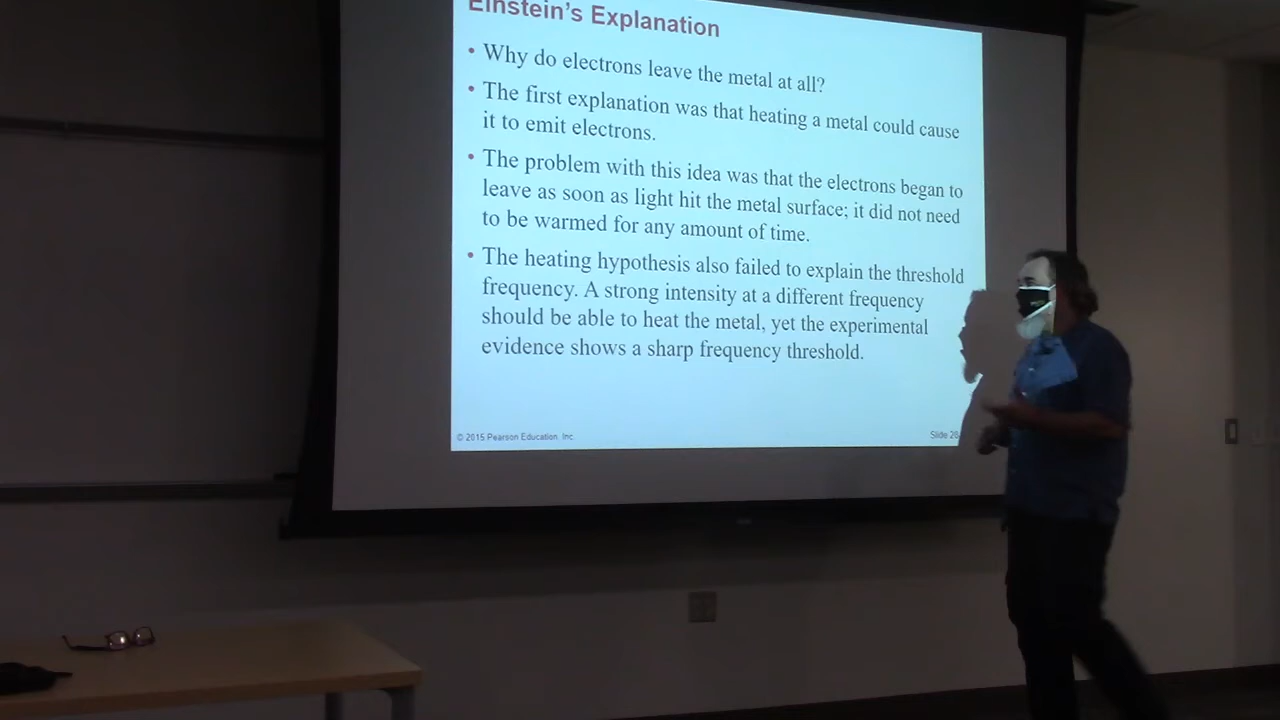 Einstein's Explanation
• Why do electrons leave the metal at all?
• The first explanation was that heating a metal could cause
it to emit electrons.
• The problem with this idea was that the electrons began to
leave as soon as light hit the metal surface; it did not need
to be warmed for any amount of time.
• The heating hypothesis also failed to explain the threshold
frequency. A strong intensity at a different frequency
should be able to heat the metal, yet the experimental
evidence shows a sharp frequency threshold.
© 2015 Pearson Education, Inc.
Slide